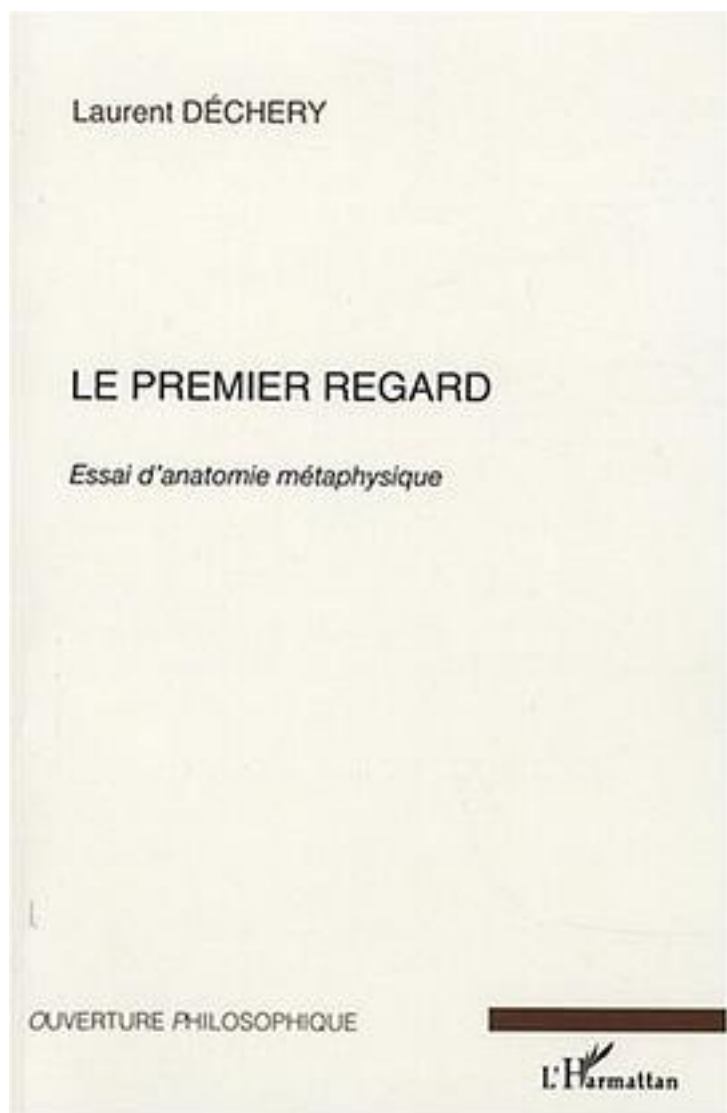 Laurent DÉCHERY
LE PREMIER REGARD
Essai d'anatomie métaphysique
OUVERTURE PHILOSOPHIQUE
L'Harmattan